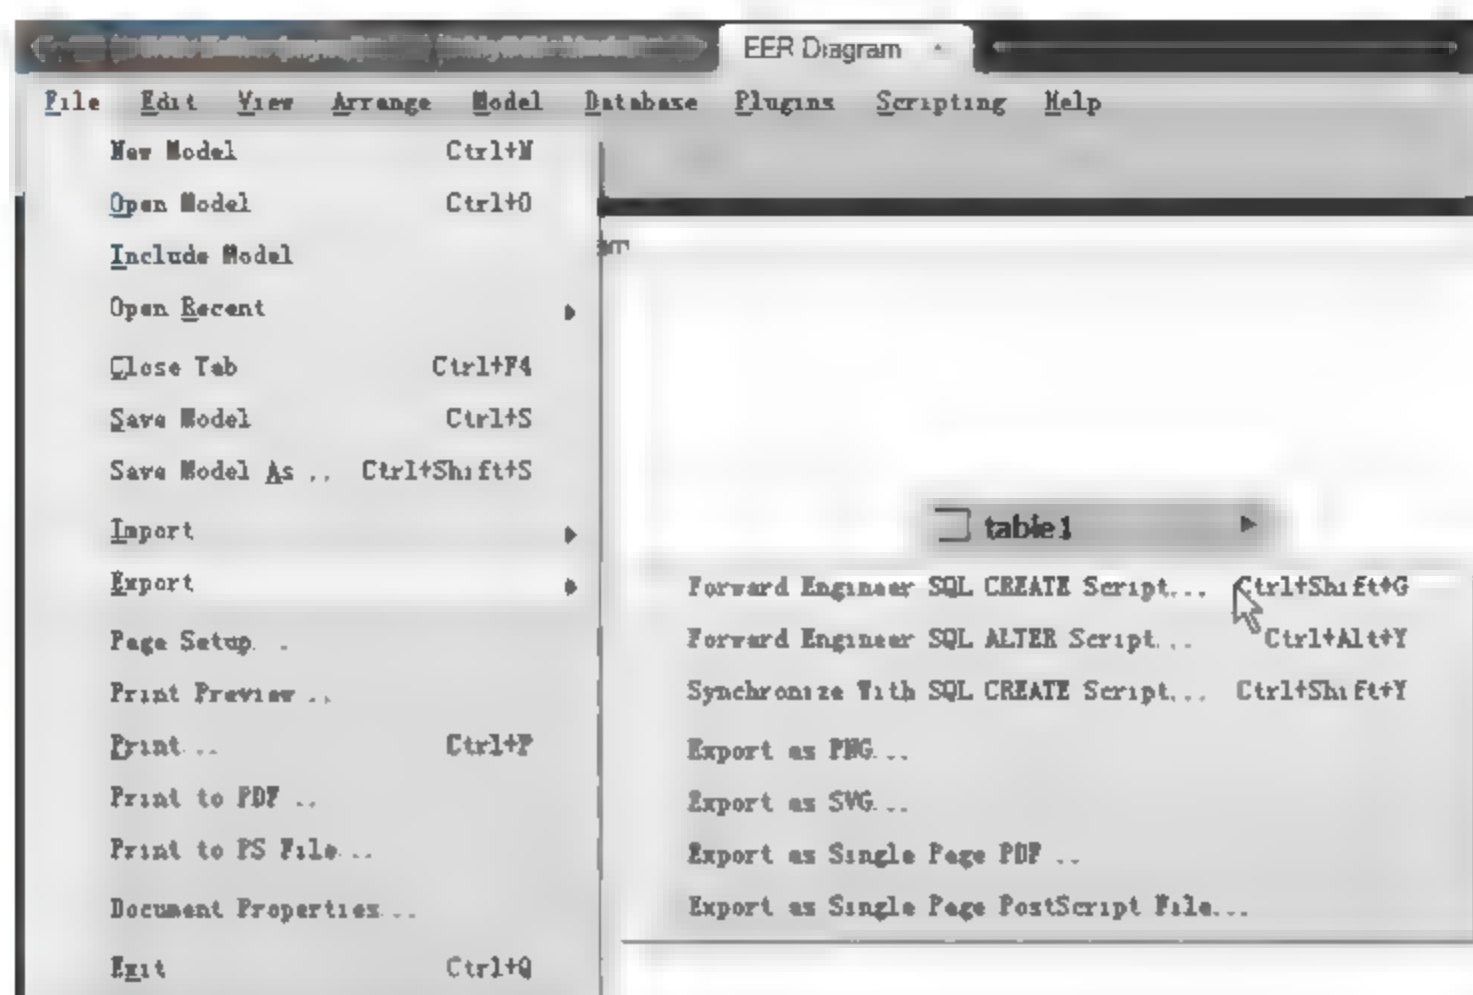 EER Diagram
File Edit View Arrange Model Database Plugins Scripting Help
New Model Ctrl+N
Open Model Ctrl+O
Include Model
Open Recent
Close Tab Ctrl+F4
Save Model Ctrl+S
Save Model As .. Ctrl+Shift+S
Import
Export
Page Setup. .
Print Preview ..
Print .. Ctrl+P
Print to PDF ..
Print to PS File...
Document Properties...
Exit Ctrl+Q
table1
Forward Engineer SQL CREATE Script... Ctrl+Shift+G
Forward Engineer SQL ALTER Script... Ctrl+Alt+Y
Synchronize With SQL CREATE Script... Ctrl+Shift+Y
Export as PNG...
Export as SVG...
Export as Single Page PDF ..
Export as Single Page PostScript File...